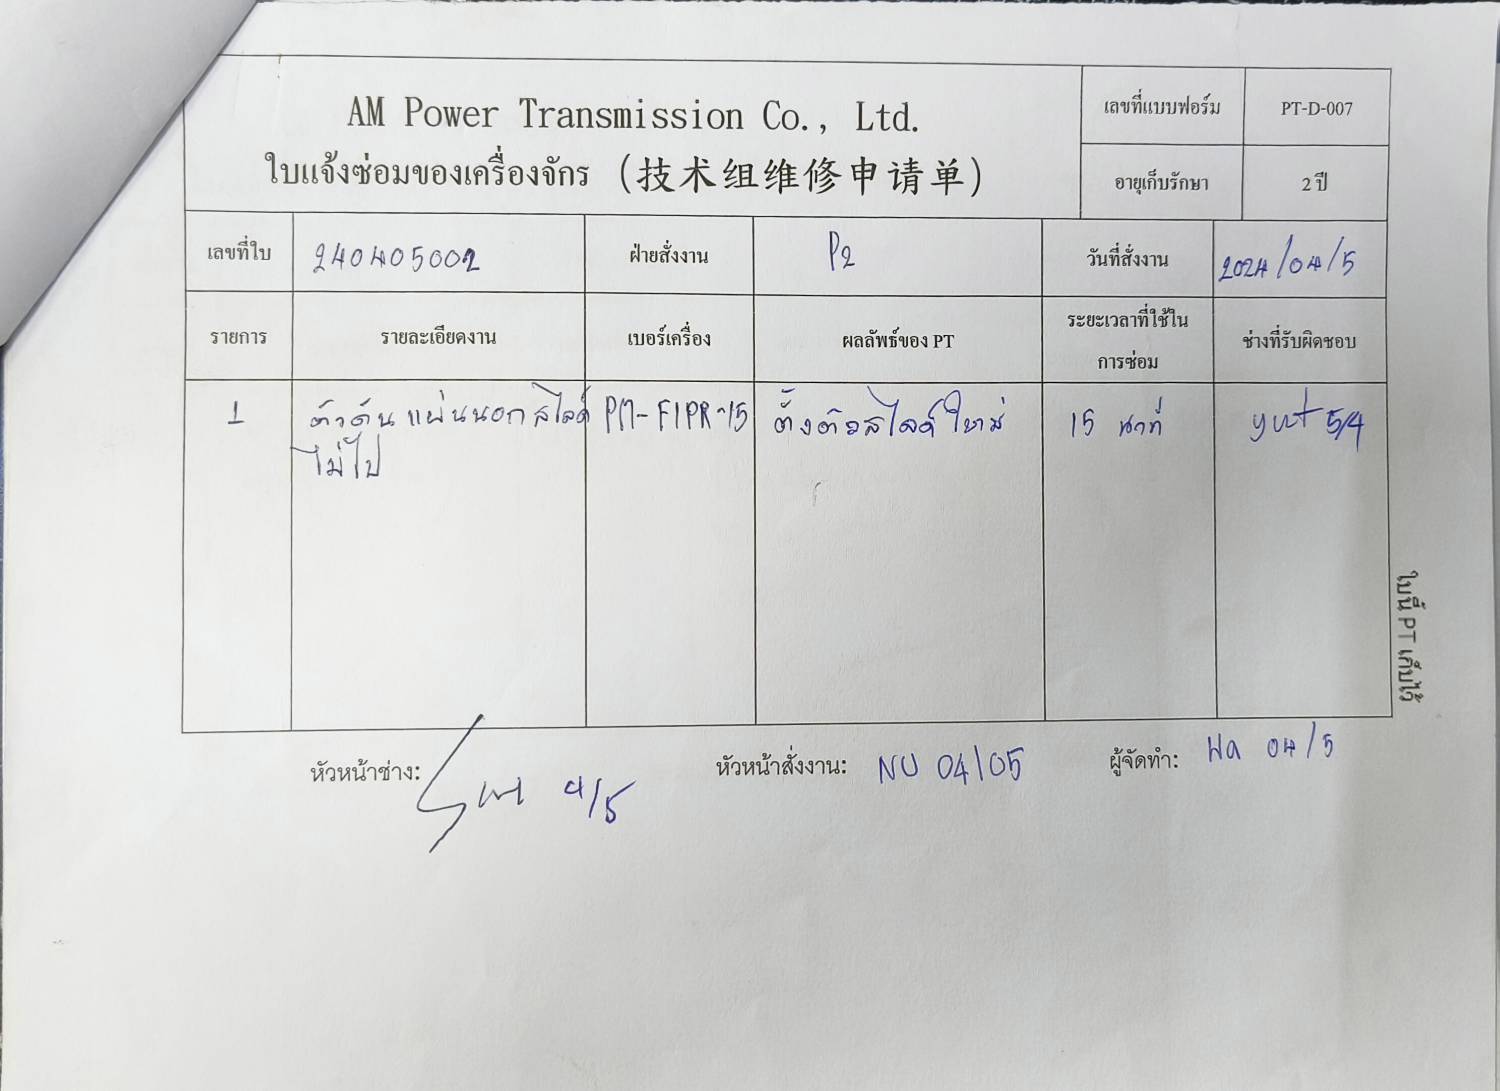 AM Power Transmission Co., Ltd.
ใบแจ้งซ่อมของเครื่องจักร (技术组维修申请单)
เลขที่แบบฟอร์ม PT-D-007
อายุเก็บรักษา 2 ปี
เลขที่ใบ 240405002 ฝ่ายสั่งงาน P2 วันที่สั่งงาน 2024/04/5
รายการ รายละเอียดงาน เบอร์เครื่อง ผลลัพธ์ของ PT ระยะเวลาที่ใช้ใน
การซ่อม ช่างที่รับผิดชอบ
1 ตัวดันแผ่นนอกสไลด์ PM-F1PR-15 ตั้งตัวสไลด์ใหม่ 15 นาที 5/4
ไม่ไป
หัวหน้าช่าง: 4/5 หัวหน้าสั่งงาน: NU 04/05 ผู้จัดทำ: 04/5
ใบนี้ PT เก็บไว้